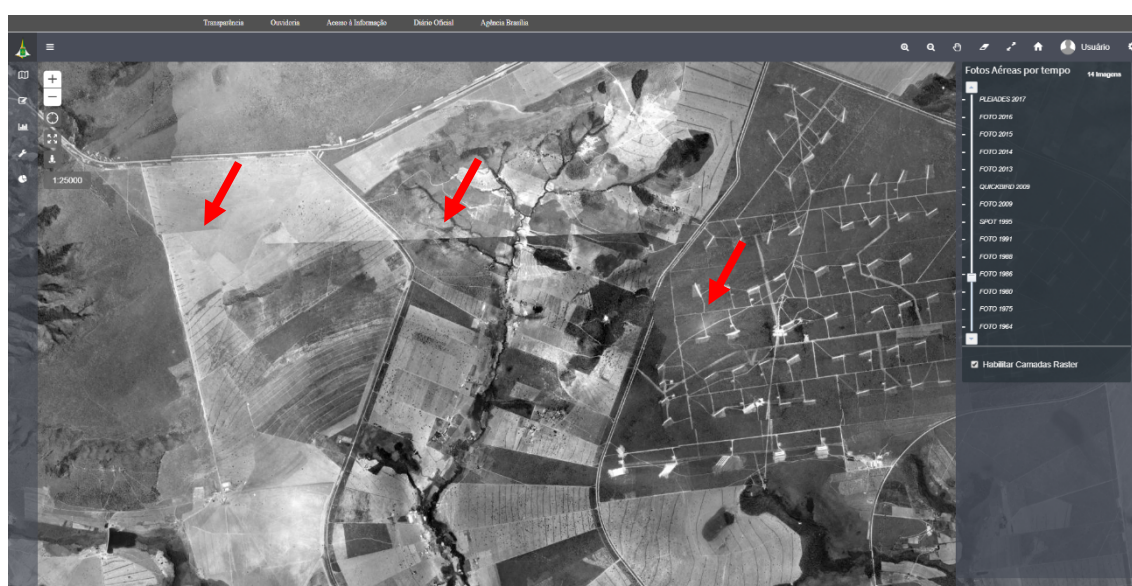 Transparência Ouvidoria Acesso à Informação Diário Oficial Agência Brasília
Usuário
Fotos Aéreas por tempo 14 Imagens
PLEIADES 2017
FOTO 2016
FOTO 2015
FOTO 2014
FOTO 2013
QUICKBIRD 2009
FOTO 2009
SPOT 1995
FOTO 1991
FOTO 1988
FOTO 1986
FOTO 1980
FOTO 1975
FOTO 1964
Habilitar Camadas Raster
1:25000